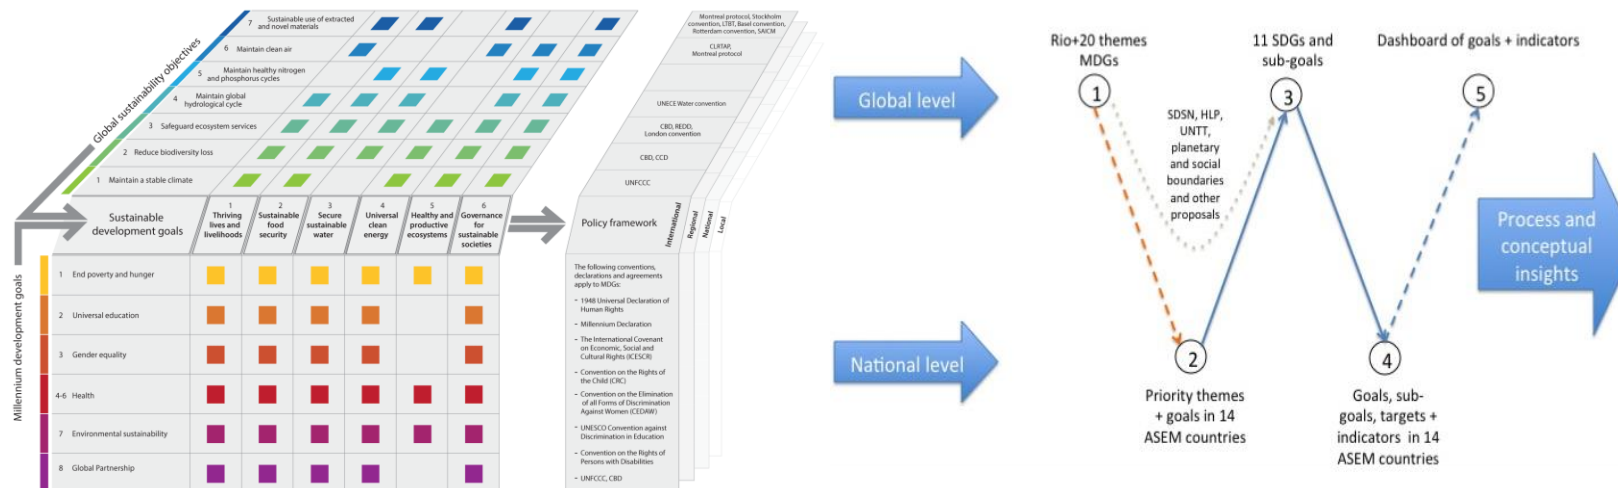 7 Sustainable use of extracted
and novel materials
6 Maintain clean air
5 Maintain healthy nitrogen
and phosphorus cycles
4 Maintain global
hydrological cycle
3 Safeguard ecosystem services
2 Reduce biodiversity loss
1 Maintain a stable climate
Global sustainability objectives
Montreal protocol, Stockholm
convention, LTBT, Basel convention,
Rotterdam convention, SAICM
CLRTAP,
Montreal protocol
UNECE Water convention
CBD, REDD,
London convention
CBD, CCD
UNFCCC
Sustainable
development goals
1
Thriving
lives and
livelihoods
2
Sustainable
food
security
3
Secure
sustainable
water
4
Universal
clean
energy
5
Healthy and
productive
ecosystems
6
Governance
for
sustainable
societies
Policy framework
International
Regional
National
Local
Millennium development goals
1 End poverty and hunger
2 Universal education
3 Gender equality
4-6 Health
7 Environmental sustainability
8 Global Partnership
The following conventions,
declarations and agreements
apply to MDGs:
- 1948 Universal Declaration of
Human Rights
- Millennium Declaration
- The International Covenant
on Economic, Social and
Cultural Rights (ICESCR)
- Convention on the Rights of
the Child (CRC)
- Convention on the Elimination
of all Forms of Discrimination
Against Women (CEDAW)
- UNESCO Convention against
Discrimination in Education
- Convention on the Rights of
Persons with Disabilities
- UNFCCC, CBD
Global level
National level
Rio+20 themes
MDGs
1
11 SDGs and
sub-goals
3
Dashboard of goals + indicators
5
SDSN, HLP,
UNTT,
planetary
and social
boundaries
and other
proposals
2
Priority themes
+ goals in 14
ASEM countries
4
Goals, sub-
goals, targets +
indicators in 14
ASEM countries
Process and
conceptual
insights